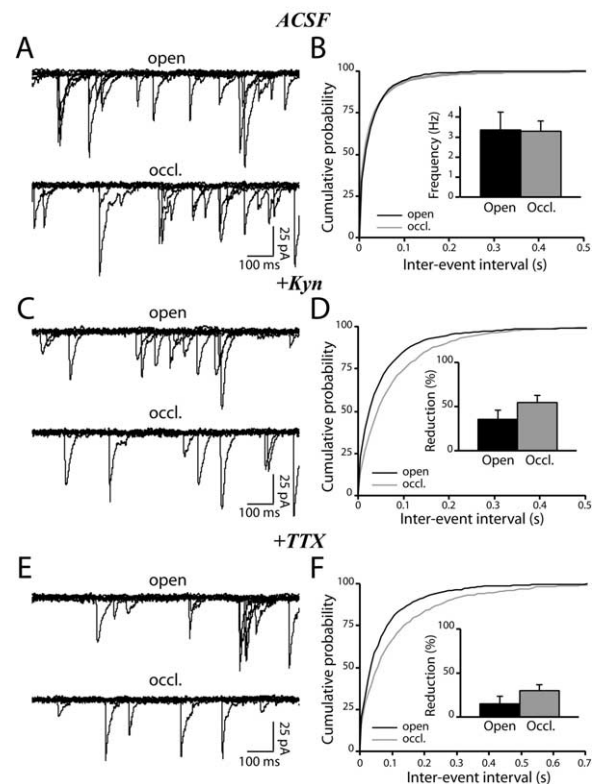 ACSF
A
open
occl.
25 pA
100 ms
B
Cumulative probability
100
75
50
25
0
Frequency (Hz)
4
3
2
1
0
Open
Occl.
open
occl.
0
0.1
0.2
0.3
0.4
0.5
Inter-event interval (s)
+Kyn
C
open
occl.
25 pA
100 ms
D
Cumulative probability
100
75
50
25
0
Reduction (%)
100
50
0
Open
Occl.
open
occl.
0
0.1
0.2
0.3
0.4
0.5
Inter-event interval (s)
+TTX
E
open
occl.
25 pA
100 ms
F
Cumulative probability
100
75
50
25
0
Reduction (%)
100
50
0
Open
Occl.
open
occl.
0
0.1
0.2
0.3
0.4
0.5
0.6
0.7
Inter-event interval (s)